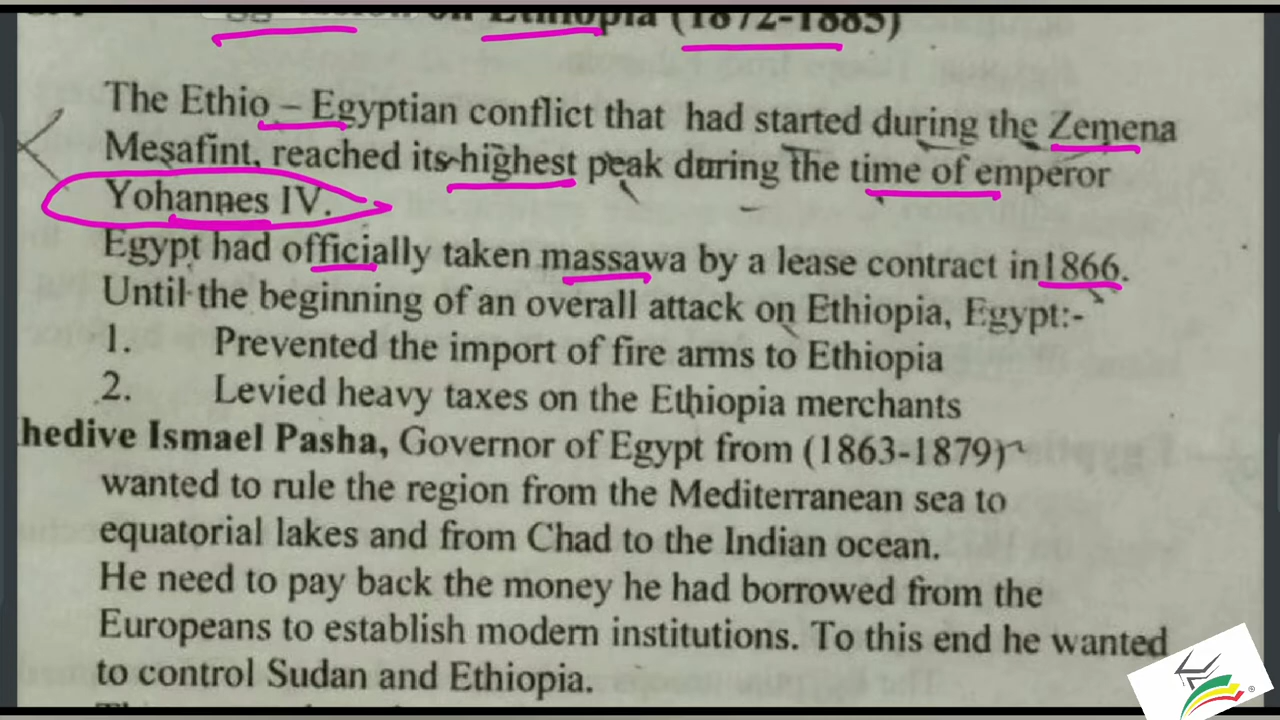 on Ethiopia (1872-1885)
The Ethio – Egyptian conflict that had started during the Zemena
Mesafint, reached its highest peak during the time of emperor
Yohannes IV.
Egypt had officially taken massawa by a lease contract in1866.
Until the beginning of an overall attack on Ethiopia, Egypt:-
1. Prevented the import of fire arms to Ethiopia
2. Levied heavy taxes on the Ethiopia merchants
hedive Ismael Pasha, Governor of Egypt from (1863-1879)
wanted to rule the region from the Mediterranean sea to
equatorial lakes and from Chad to the Indian ocean.
He need to pay back the money he had borrowed from the
Europeans to establish modern institutions. To this end he wanted
to control Sudan and Ethiopia.